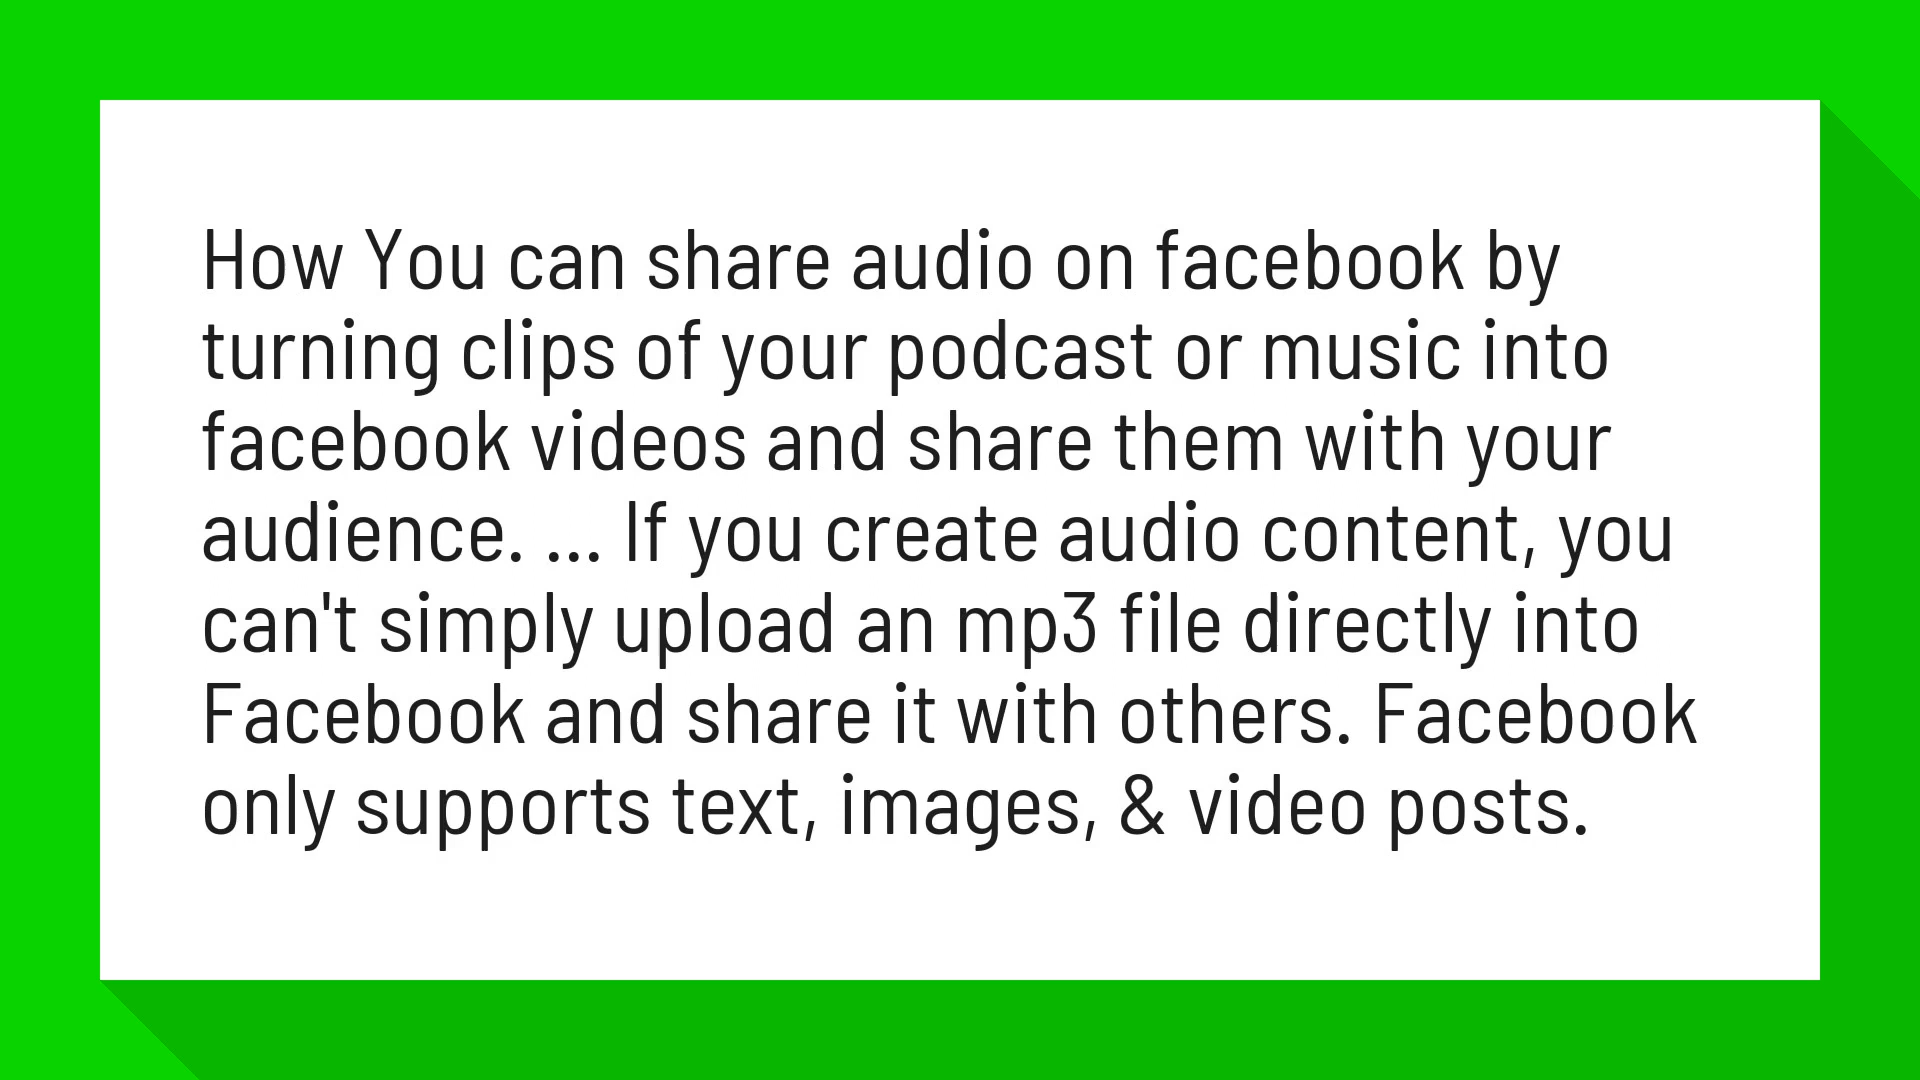 How You can share audio on facebook by
turning clips of your podcast or music into
facebook videos and share them with your
audience. ... If you create audio content, you
can't simply upload an mp3 file directly into
Facebook and share it with others. Facebook
only supports text, images, & video posts.